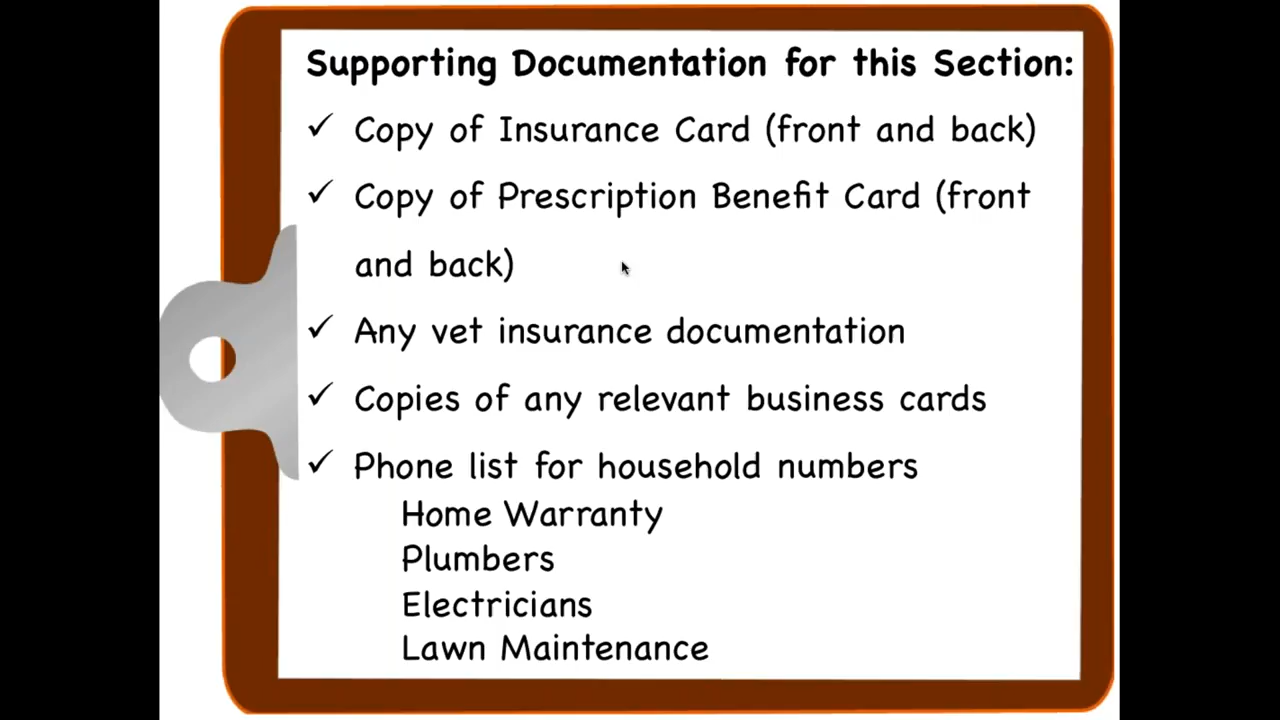 Supporting Documentation for this Section:
✓ Copy of Insurance Card (front and back)
✓ Copy of Prescription Benefit Card (front
and back)
✓ Any vet insurance documentation
✓ Copies of any relevant business cards
✓ Phone list for household numbers
Home Warranty
Plumbers
Electricians
Lawn Maintenance